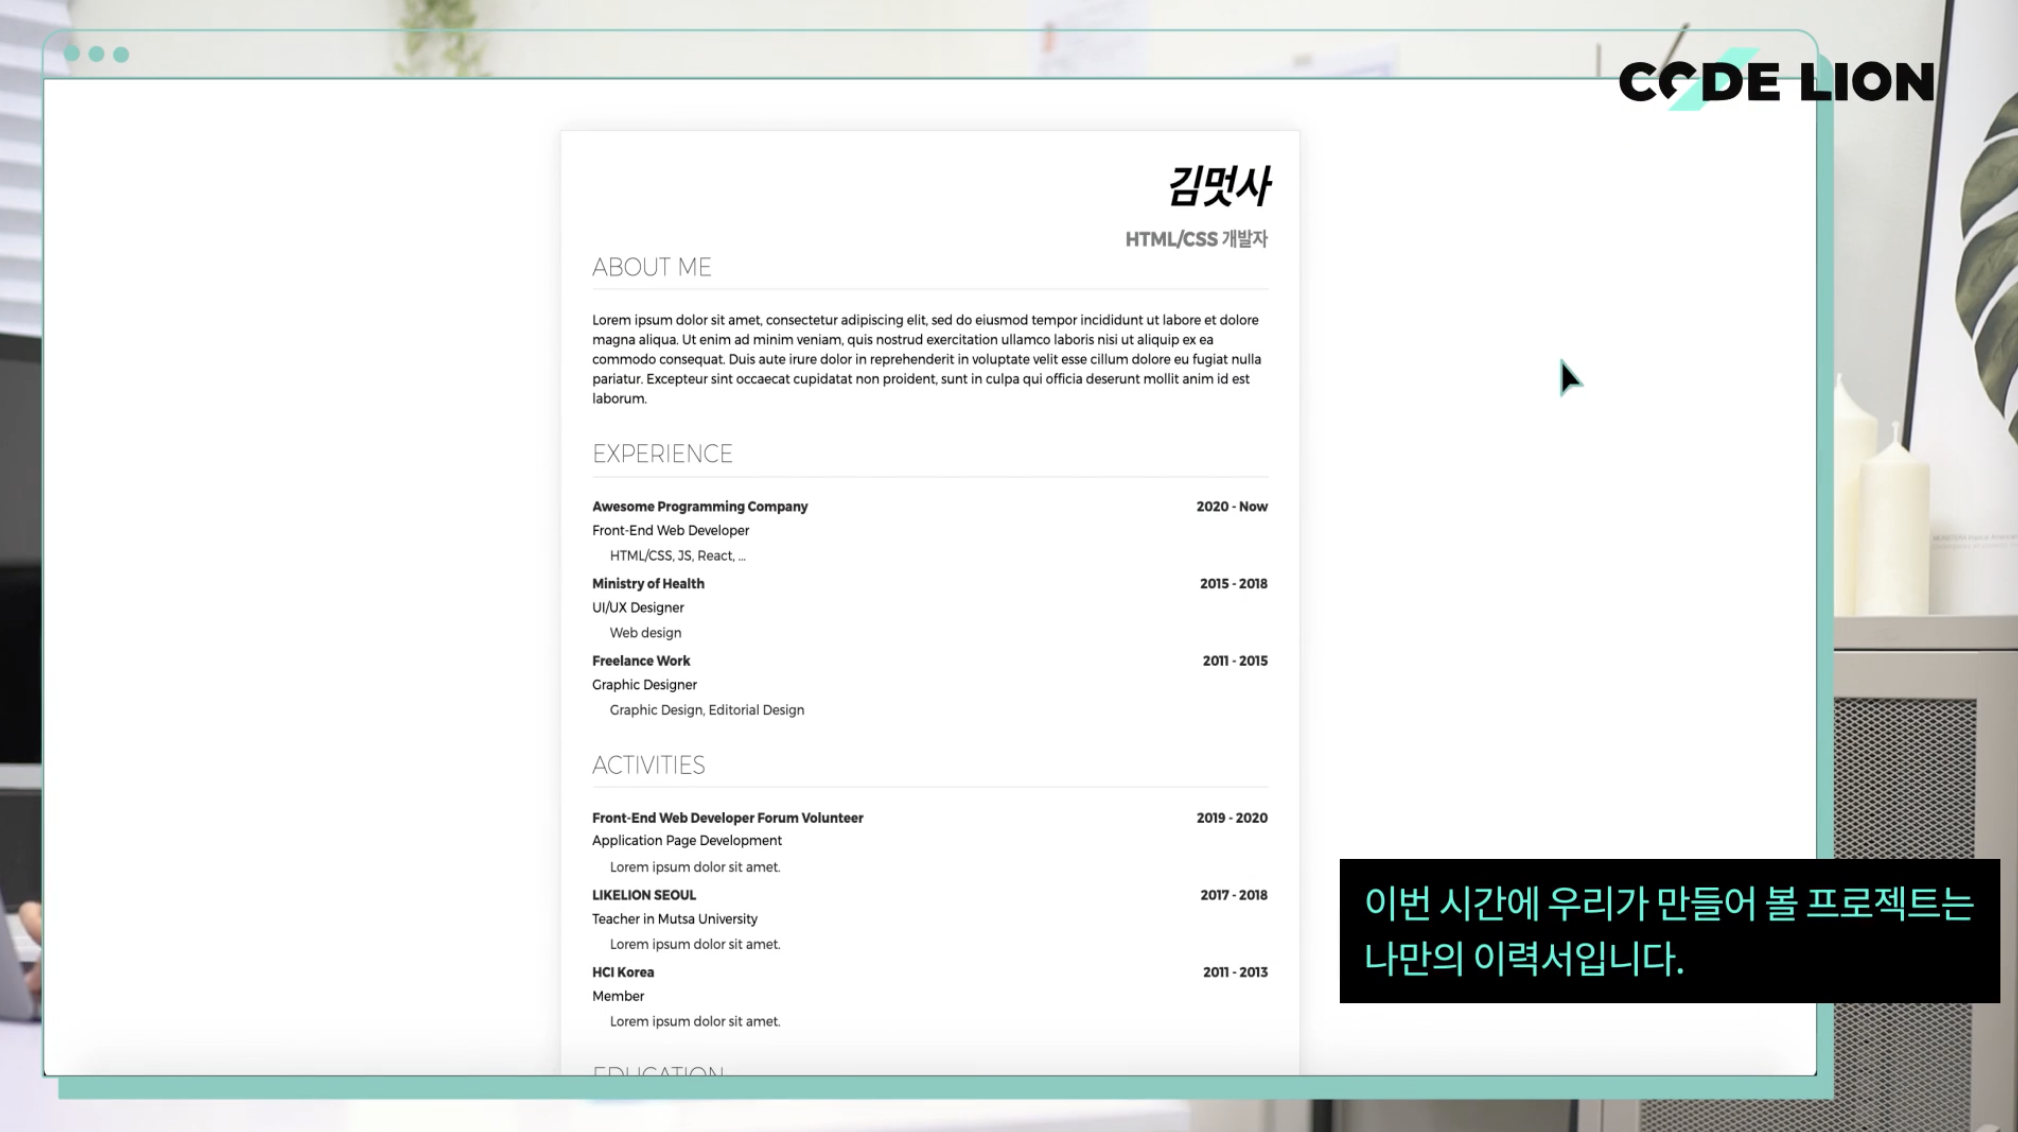 CODE LION
김멋사
HTML/CSS 개발자
ABOUT ME
Lorem ipsum dolor sit amet, consectetur adipiscing elit, sed do eiusmod tempor incididunt ut labore et dolore
magna aliqua. Ut enim ad minim veniam, quis nostrud exercitation ullamco laboris nisi ut aliquip ex ea
commodo consequat. Duis aute irure dolor in reprehenderit in voluptate velit esse cillum dolore eu fugiat nulla
pariatur. Excepteur sint occaecat cupidatat non proident, sunt in culpa qui officia deserunt mollit anim id est
laborum.
EXPERIENCE
Awesome Programming Company 2020 - Now
Front-End Web Developer
HTML/CSS, JS, React, ...
Ministry of Health 2015 - 2018
UI/UX Designer
Web design
Freelance Work 2011 - 2015
Graphic Designer
Graphic Design, Editorial Design
ACTIVITIES
Front-End Web Developer Forum Volunteer 2019 - 2020
Application Page Development
Lorem ipsum dolor sit amet.
LIKELION SEOUL 2017 - 2018
Teacher in Mutsa University
Lorem ipsum dolor sit amet.
HCI Korea 2011 - 2013
Member
Lorem ipsum dolor sit amet.
EDUCATION
이번 시간에 우리가 만들어 볼 프로젝트는
나만의 이력서입니다.